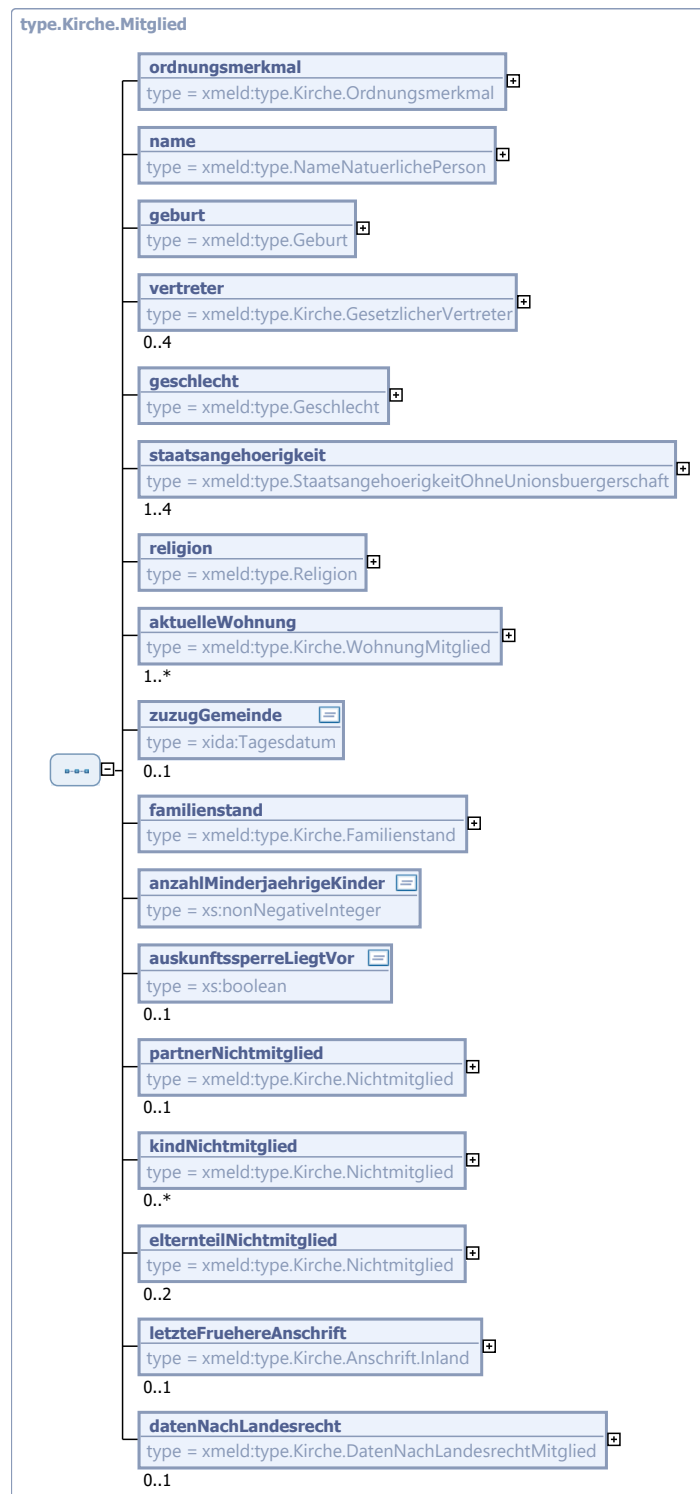 type.Kirche.Mitglied
ordnungsmerkmal
type = xmeld:type.Kirche.Ordnungsmerkmal
name
type = xmeld:type.NameNatuerlichePerson
geburt
type = xmeld:type.Geburt
vertreter
type = xmeld:type.Kirche.GesetzlicherVertreter
0..4
geschlecht
type = xmeld:type.Geschlecht
staatsangehoerigkeit
type = xmeld:type.StaatsangehoerigkeitOhneUnionsbuergerschaft
1..4
religion
type = xmeld:type.Religion
aktuelleWohnung
type = xmeld:type.Kirche.WohnungMitglied
1..*
zuzugGemeinde
type = xida:Tagesdatum
0..1
familienstand
type = xmeld:type.Kirche.Familienstand
anzahlMinderjaehrigeKinder
type = xs:nonNegativeInteger
auskunftssperreLiegtVor
type = xs:boolean
0..1
partnerNichtmitglied
type = xmeld:type.Kirche.Nichtmitglied
0..1
kindNichtmitglied
type = xmeld:type.Kirche.Nichtmitglied
0..*
elternteilNichtmitglied
type = xmeld:type.Kirche.Nichtmitglied
0..2
letzteFruehereAnschrift
type = xmeld:type.Kirche.Anschrift.Inland
0..1
datenNachLandesrecht
type = xmeld:type.Kirche.DatenNachLandesrechtMitglied
0..1